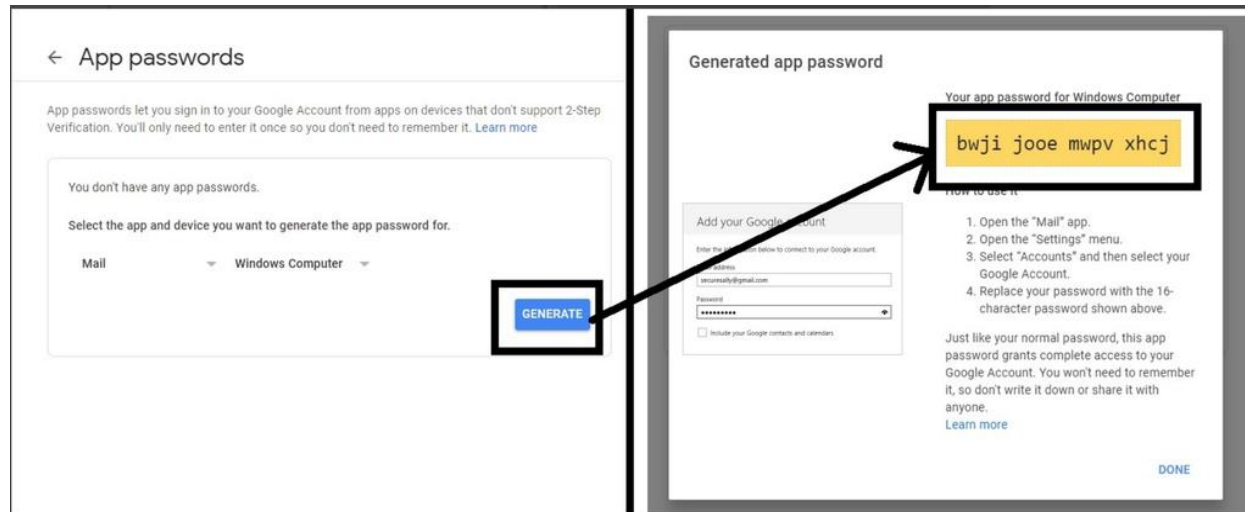 ← App passwords
App passwords let you sign in to your Google Account from apps on devices that don't support 2-Step
Verification. You'll only need to enter it once so you don't need to remember it. Learn more
You don't have any app passwords.
Select the app and device you want to generate the app password for.
Mail
Windows Computer
GENERATE
Generated app password
Your app password for Windows Computer
bwji jooe mwpv xhcj
How to use it
1. Open the "Mail" app.
2. Open the "Settings" menu.
3. Select "Accounts" and then select your
Google Account.
4. Replace your password with the 16-
character password shown above.
Just like your normal password, this app
password grants complete access to your
Google Account. You won't need to remember
it, so don't write it down or share it with
anyone.
Learn more
DONE
Add your Google account
Enter the below to connect to your Google account.
address
securesally@gmail.com
Password
Include your Google contacts and calendars